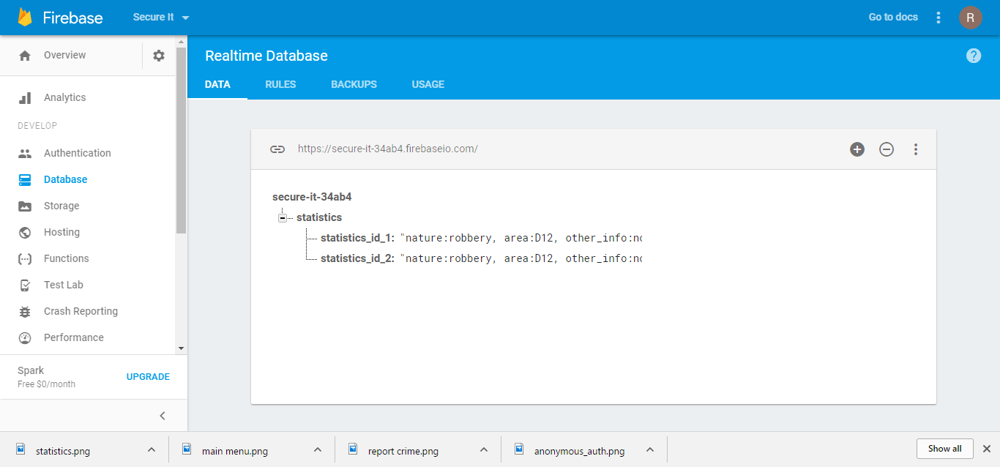 Firebase
Secure It
Go to docs
R
Overview
Realtime Database
?
DATA RULES BACKUPS USAGE
Analytics
DEVELOP
Authentication
Database
Storage
Hosting
Functions
Test Lab
Crash Reporting
Performance
Spark
Free $0/month
UPGRADE
https://secure-it-34ab4.firebaseio.com/
secure-it-34ab4
statistics
statistics_id_1: "nature:robbery, area:D12, other_info:no
statistics_id_2: "nature:robbery, area:D12, other_info:no
statistics.png
main menu.png
report crime.png
anonymous_auth.png
Show all